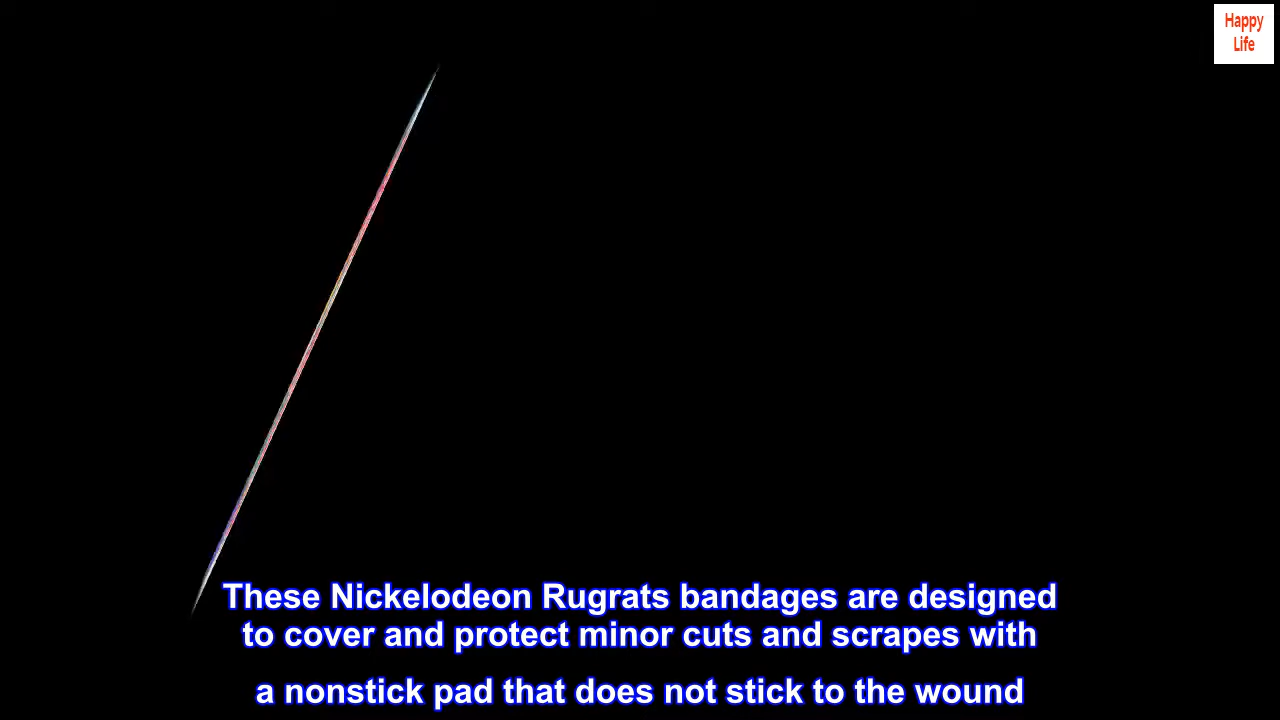 Happy
Life
These Nickelodeon Rugrats bandages are designed
to cover and protect minor cuts and scrapes with
a nonstick pad that does not stick to the wound